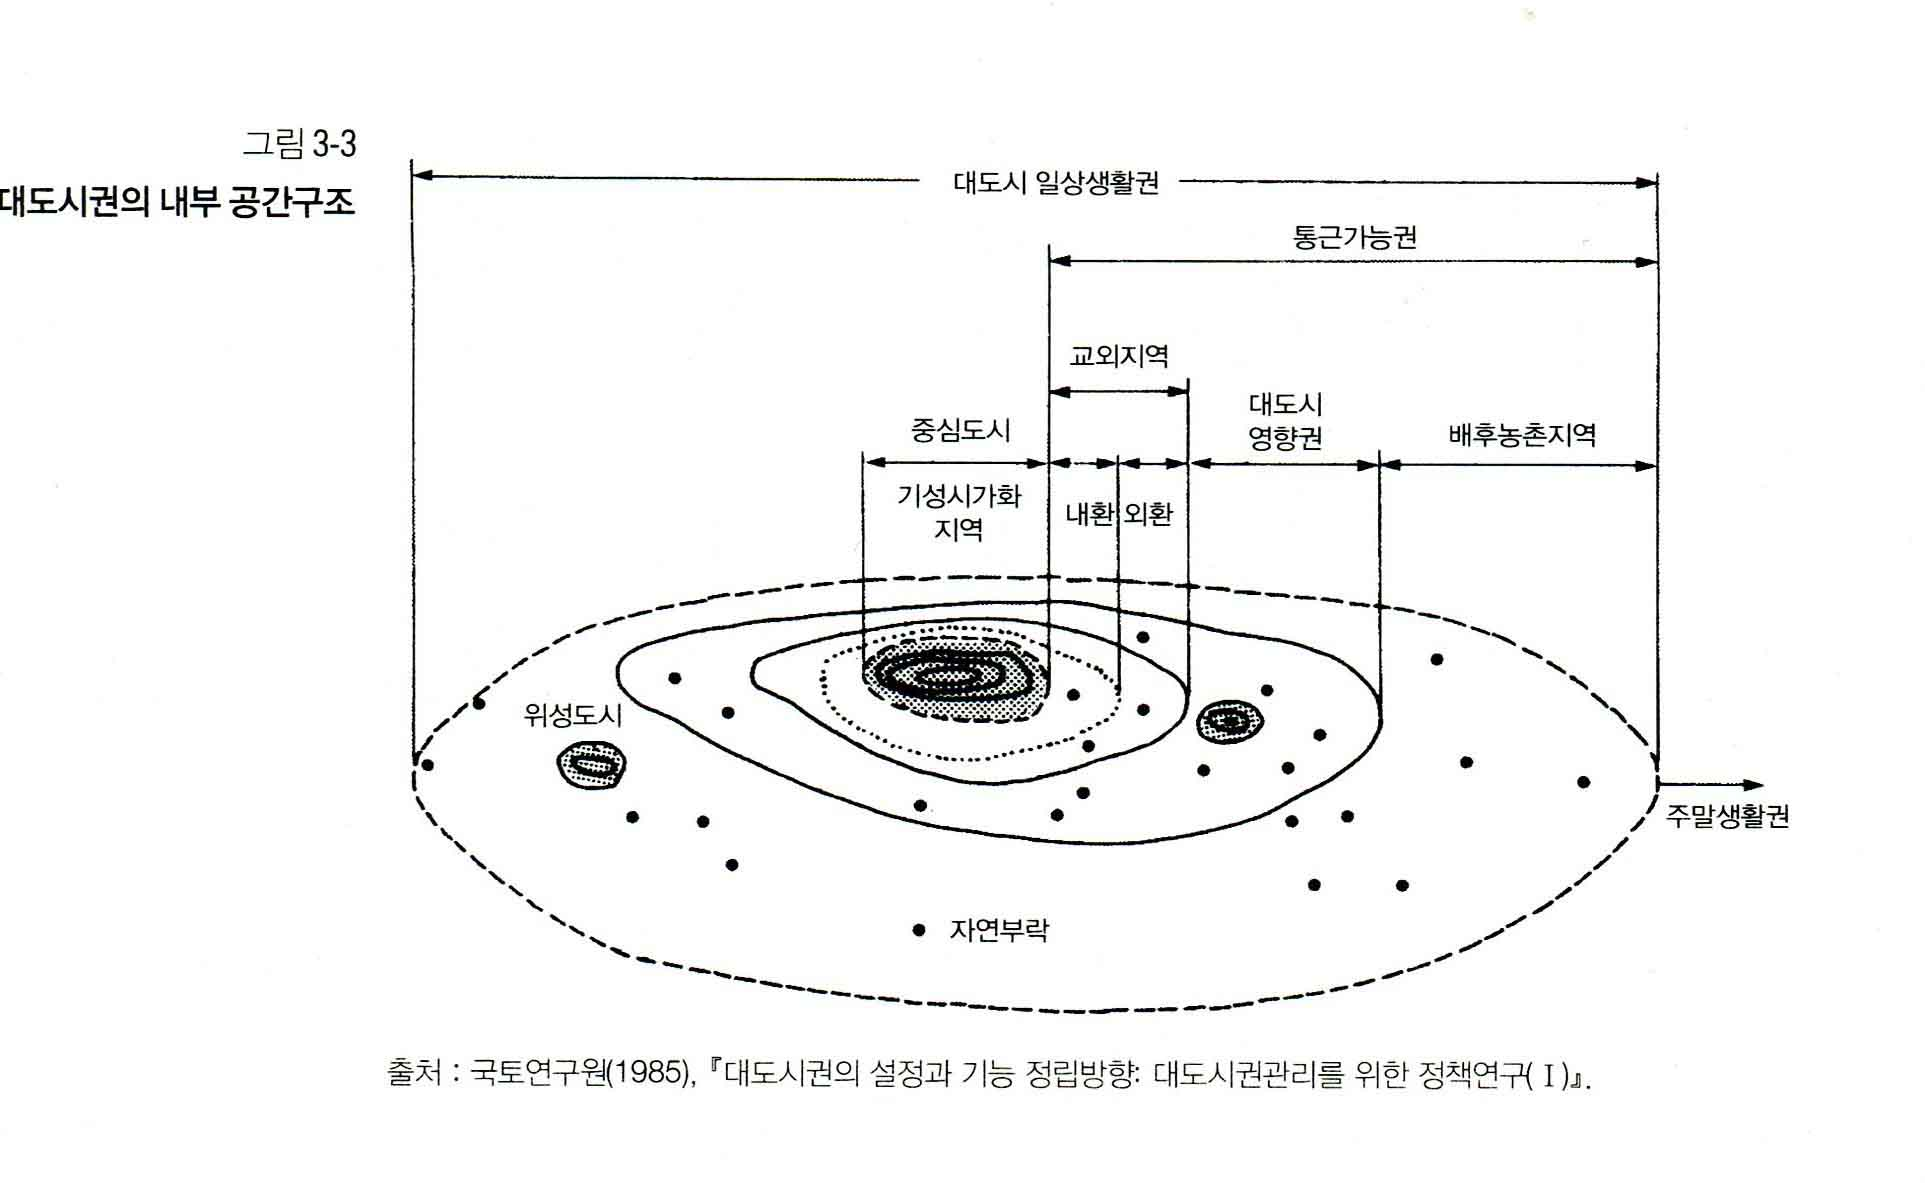 그림 3-3
대도시권의 내부 공간구조
대도시 일상생활권
통근가능권
교외지역
대도시
영향권
중심도시
배후농촌지역
기성시가화
지역
내환
외환
위성도시
주말생활권
자연부락
출처 : 국토연구원(1985), 『대도시권의 설정과 기능 정립방향: 대도시권관리를 위한 정책연구(Ⅰ)』.